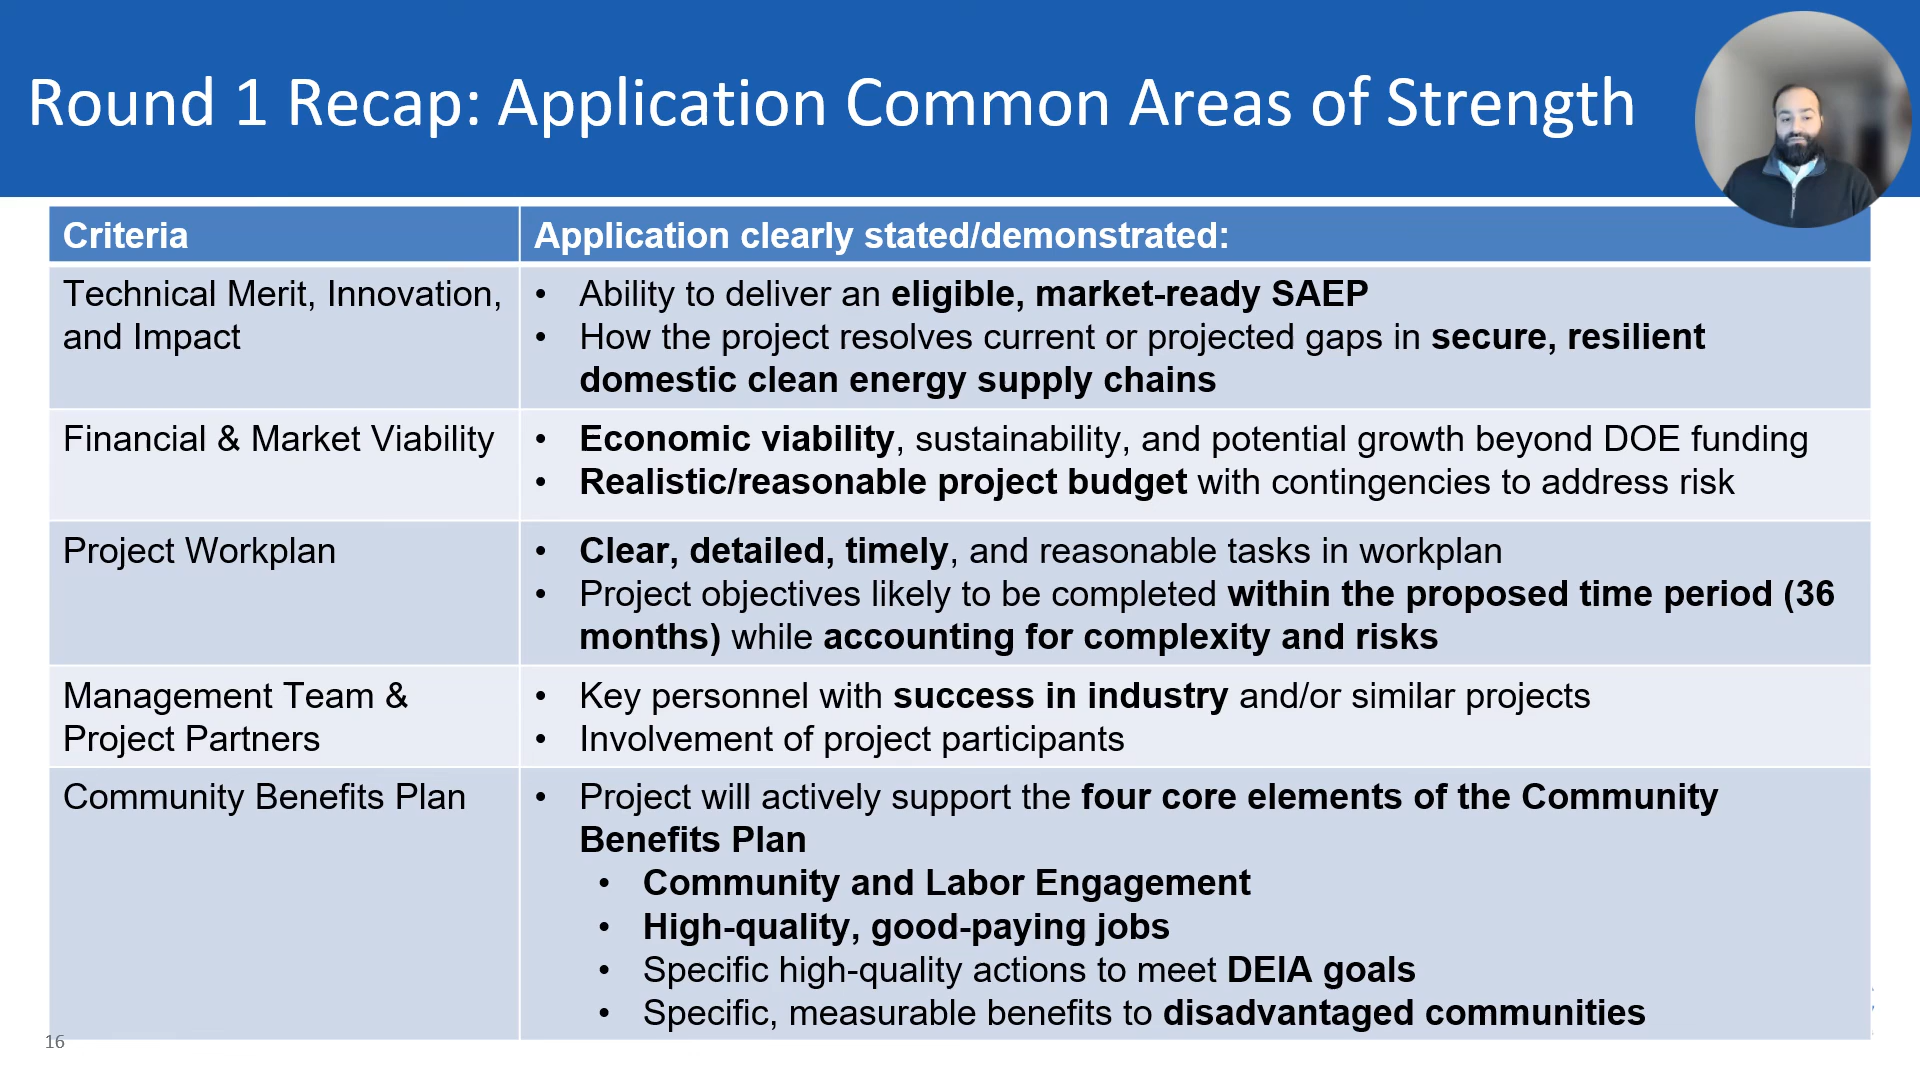 Round 1 Recap: Application Common Areas of Strength
Criteria
Application clearly stated/demonstrated:
Technical Merit, Innovation,
and Impact
• Ability to deliver an eligible, market-ready SAEP
• How the project resolves current or projected gaps in secure, resilient
domestic clean energy supply chains
Financial & Market Viability
• Economic viability, sustainability, and potential growth beyond DOE funding
• Realistic/reasonable project budget with contingencies to address risk
Project Workplan
• Clear, detailed, timely, and reasonable tasks in workplan
• Project objectives likely to be completed within the proposed time period (36
months) while accounting for complexity and risks
Management Team &
Project Partners
• Key personnel with success in industry and/or similar projects
• Involvement of project participants
Community Benefits Plan
• Project will actively support the four core elements of the Community
Benefits Plan
• Community and Labor Engagement
• High-quality, good-paying jobs
• Specific high-quality actions to meet DEIA goals
• Specific, measurable benefits to disadvantaged communities
16